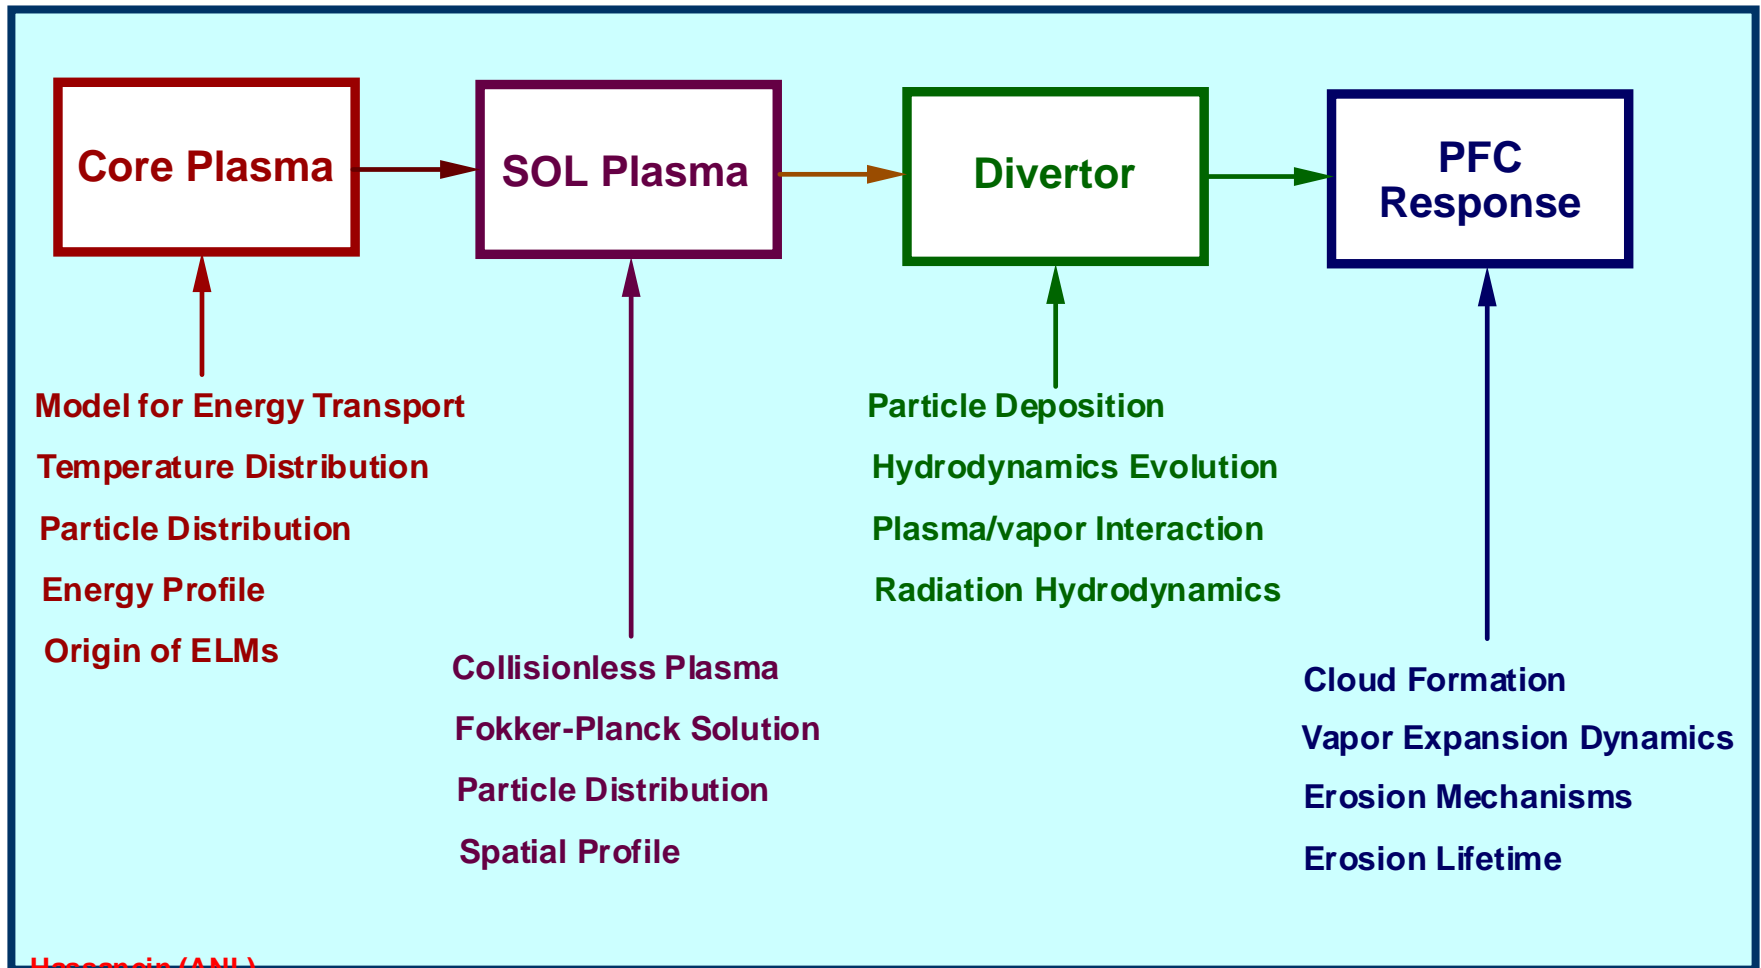 Core Plasma
SOL Plasma
Divertor
PFC
Response
Model for Energy Transport
Temperature Distribution
Particle Distribution
Energy Profile
Origin of ELMs
Collisionless Plasma
Fokker-Planck Solution
Particle Distribution
Spatial Profile
Particle Deposition
Hydrodynamics Evolution
Plasma/vapor Interaction
Radiation Hydrodynamics
Cloud Formation
Vapor Expansion Dynamics
Erosion Mechanisms
Erosion Lifetime
Hassanein (ANL)